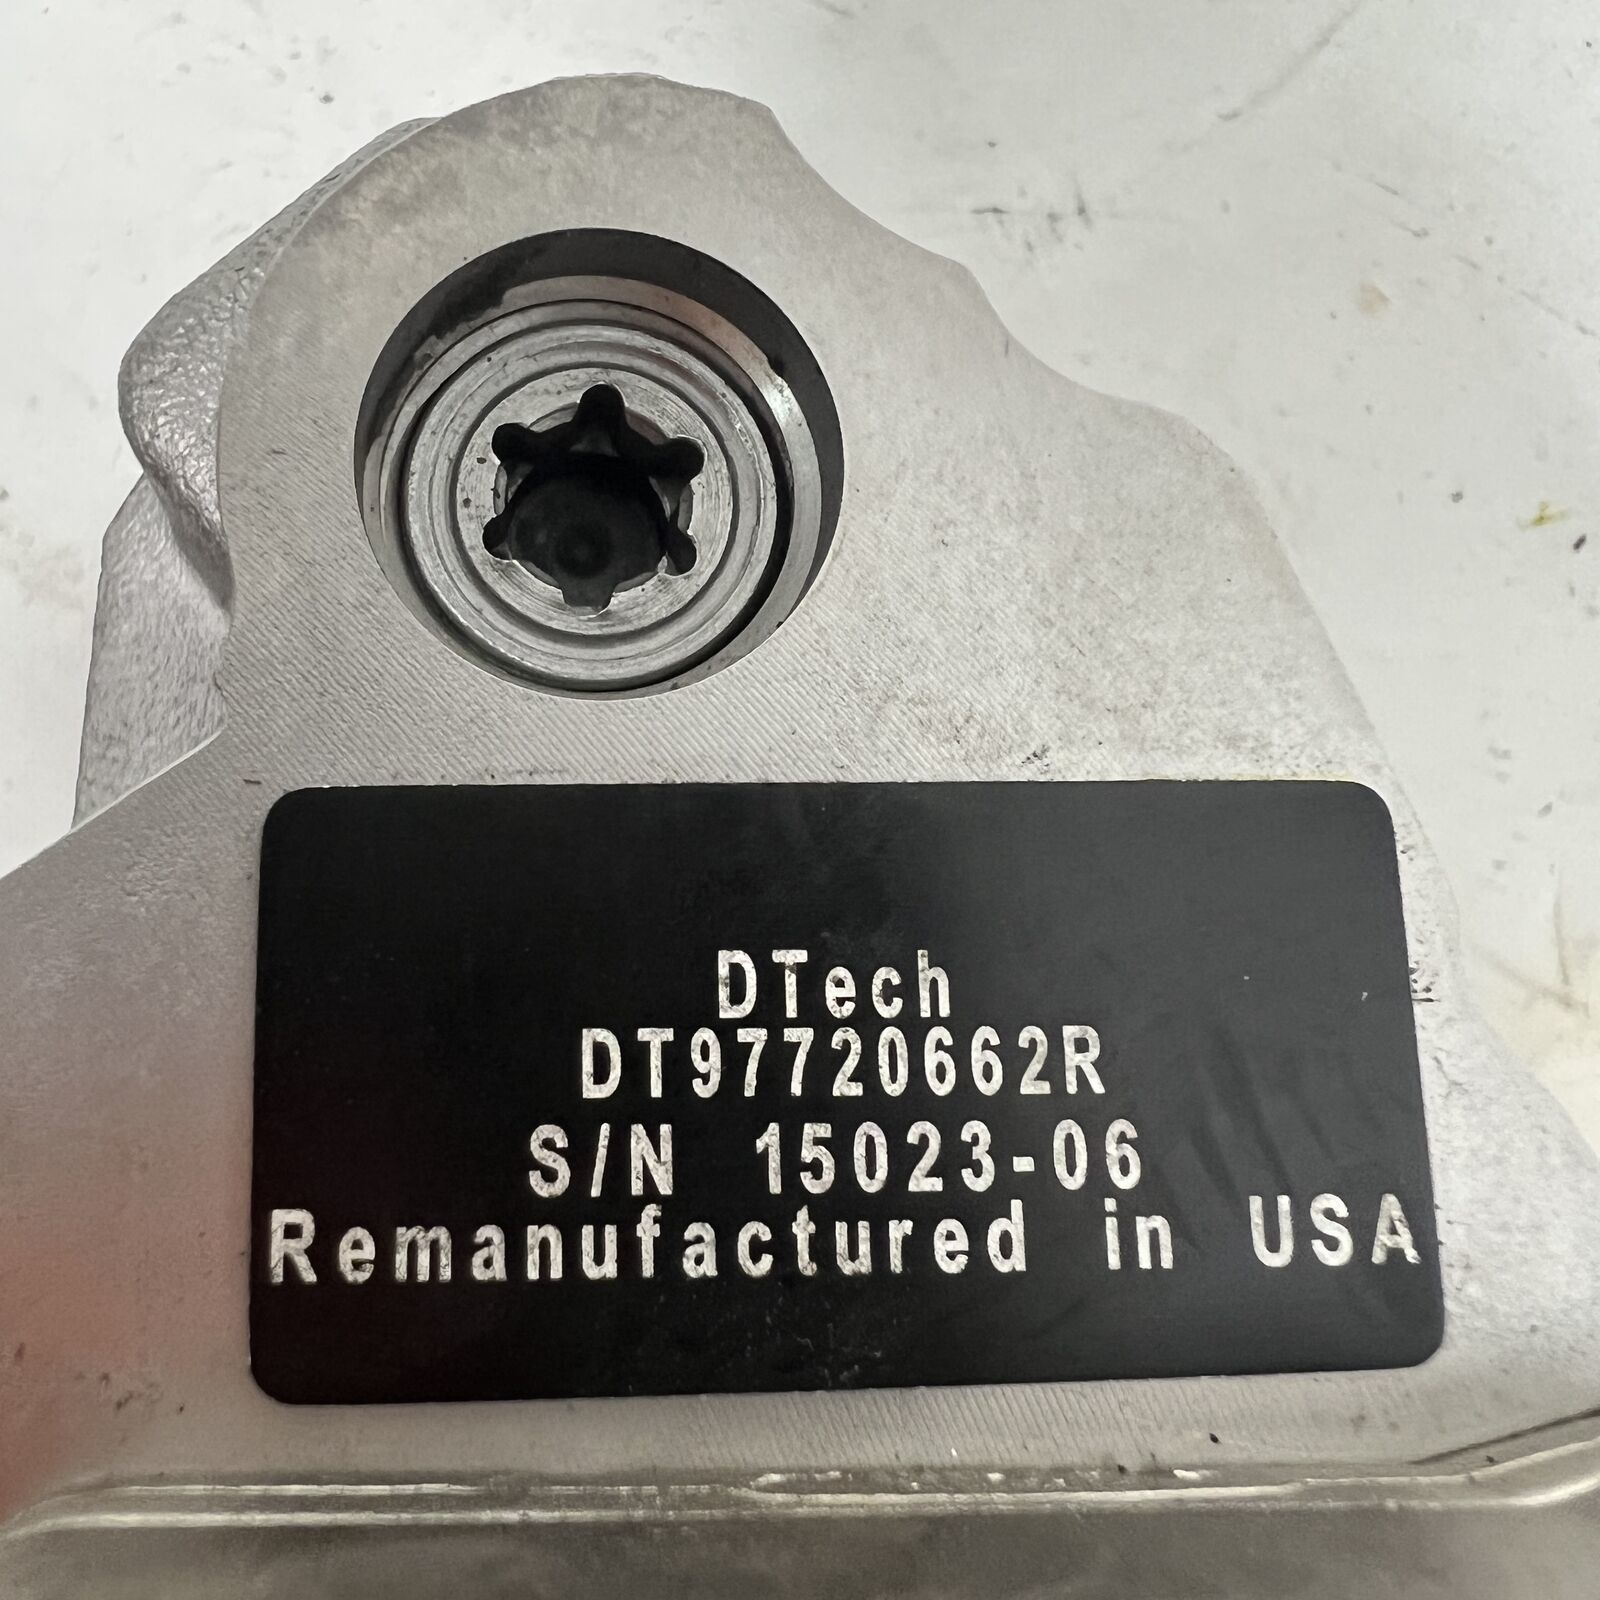 DTech
DT97720662R
S/N 15023-06
Remanufactured in USA